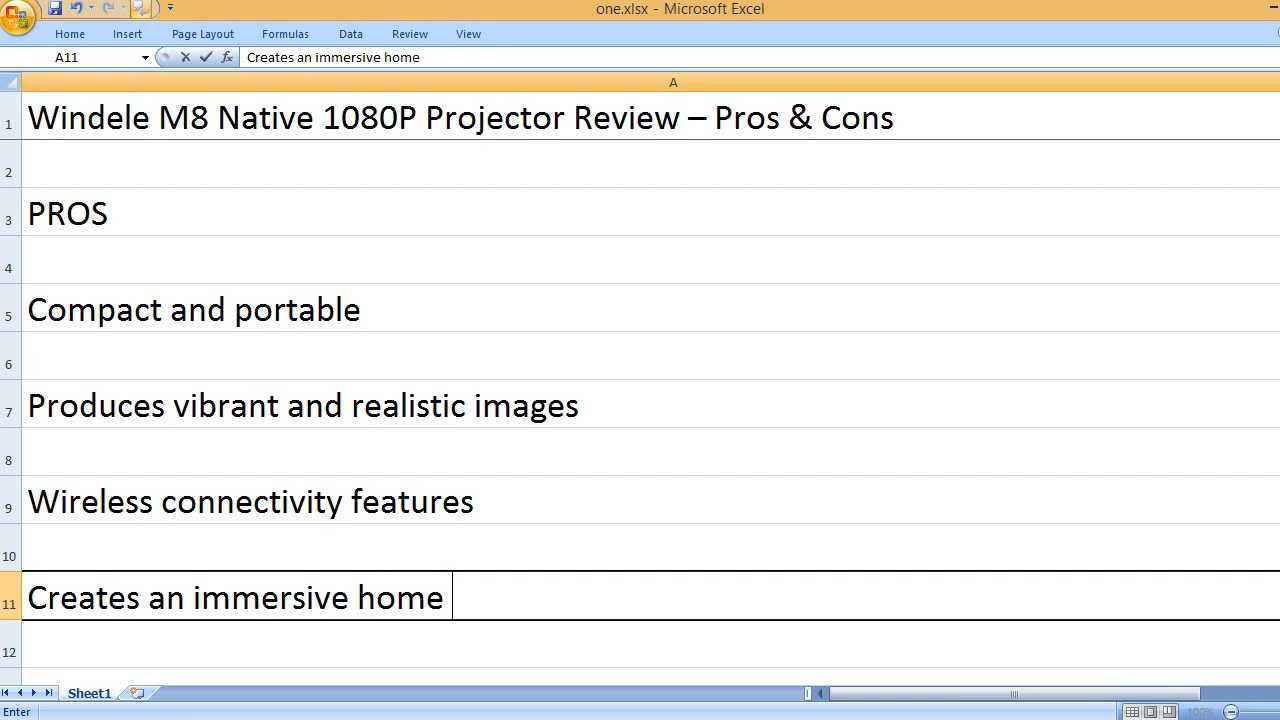 one.xlsx - Microsoft Excel
Home Insert Page Layout Formulas Data Review View
A11 fx Creates an immersive home
A
1 Windele M8 Native 1080P Projector Review – Pros & Cons
2
3 PROS
4
5 Compact and portable
6
7 Produces vibrant and realistic images
8
9 Wireless connectivity features
10
11 Creates an immersive home
12
Sheet1
Enter 100%